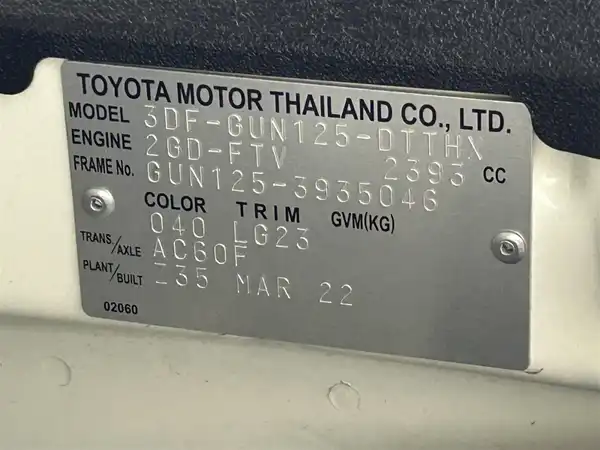 TOYOTA MOTOR THAILAND CO., LTD.
MODEL 3DF-GUN125-DTTHX
ENGINE 2GD-FTV 2393 CC
FRAME No. GUN125-3935046
COLOR TRIM GVM(KG)
040 LG23
TRANS./AXLE AC60F
PLANT/BUILT Z35 MAR 22
02060